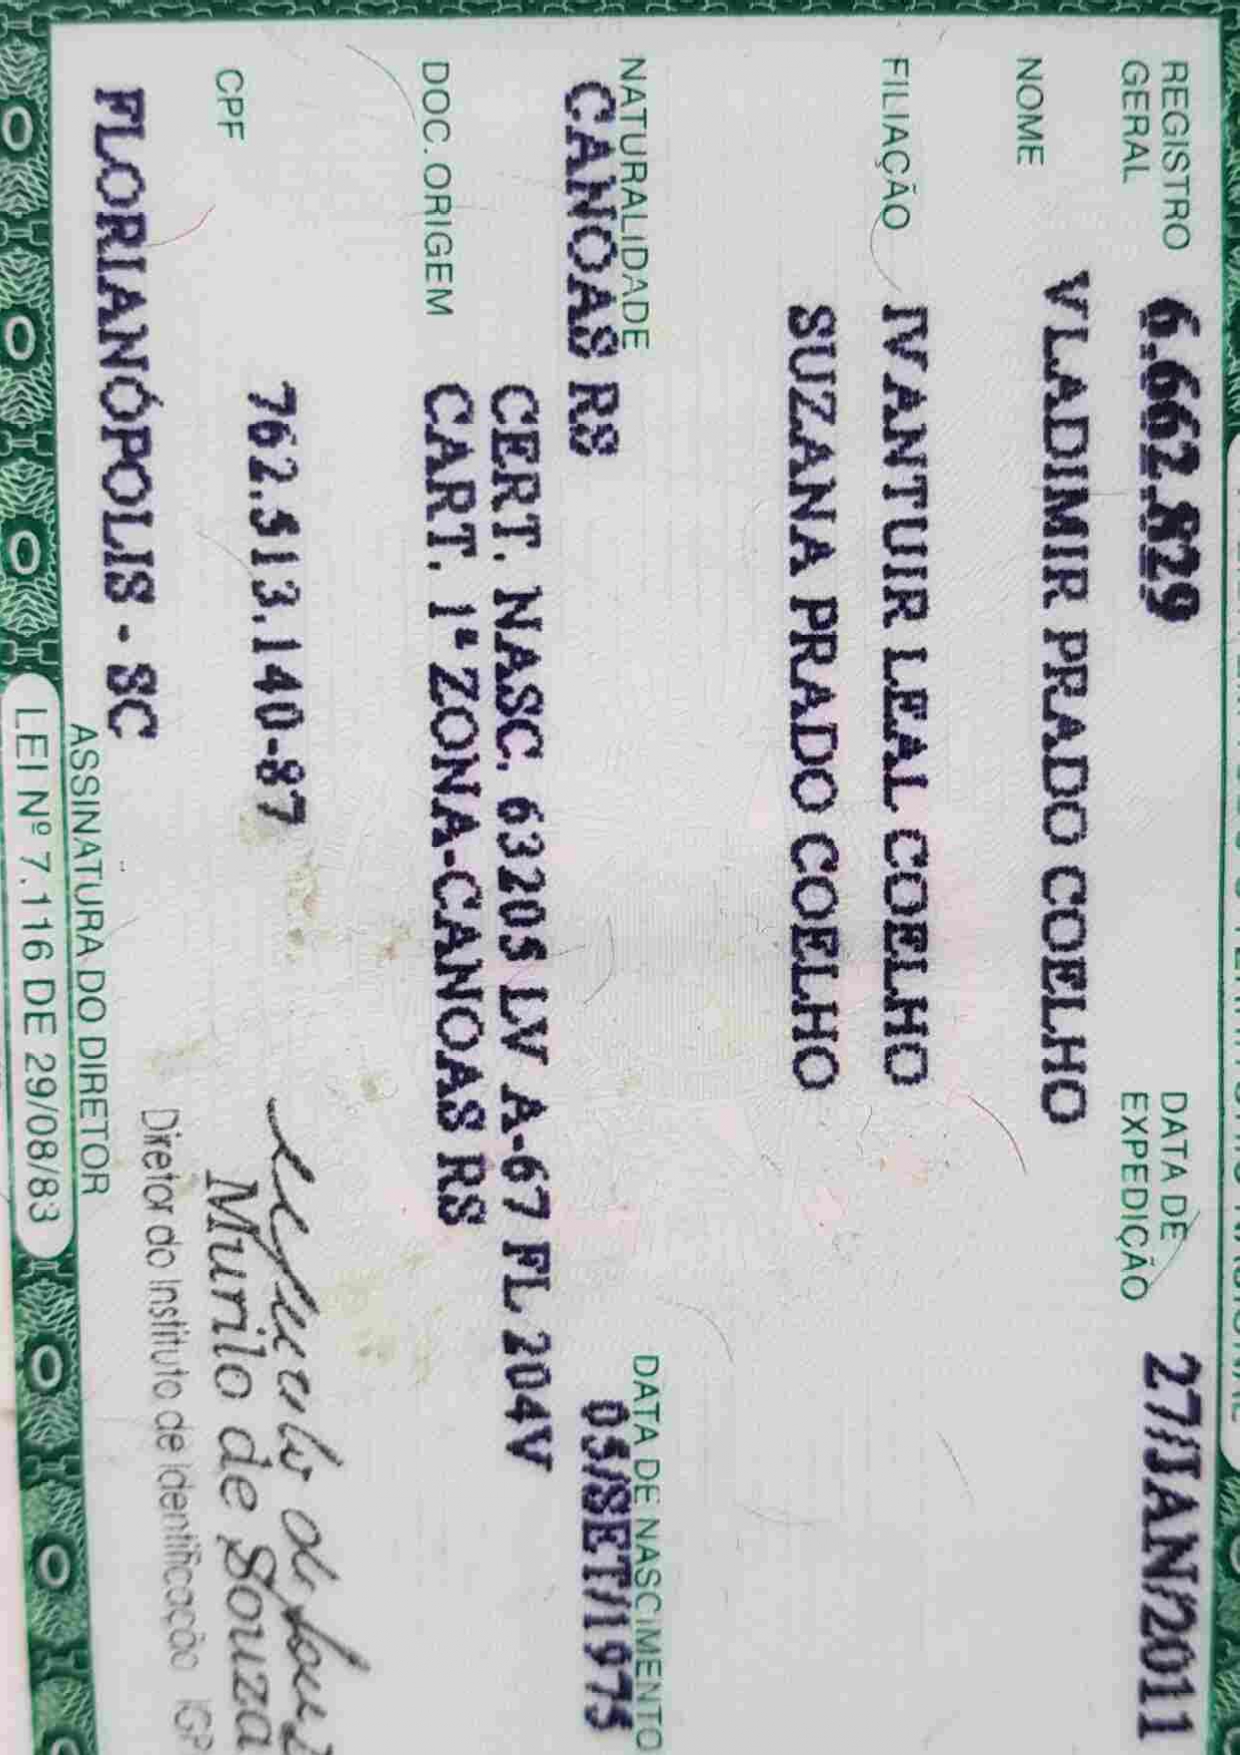 REGISTRO GERAL 6.662.829 DATA DE EXPEDIÇÃO 27/JAN/2011
NOME VLADIMIR PRADO COELHO
FILIAÇÃO IVANTUIR LEAL COELHO
SUZANA PRADO COELHO
NATURALIDADE DATA DE NASCIMENTO
CANOAS RS 05/SET/1975
DOC. ORIGEM CERT. NASC. 63205 LV A-67 FL 204V
CART. 1ª ZONA-CANOAS RS
CPF 762.513.140-87
Murilo de Souza
Diretor do Instituto de Identificação IGP
FLORIANÓPOLIS - SC
ASSINATURA DO DIRETOR
LEI Nº 7.116 DE 29/08/83